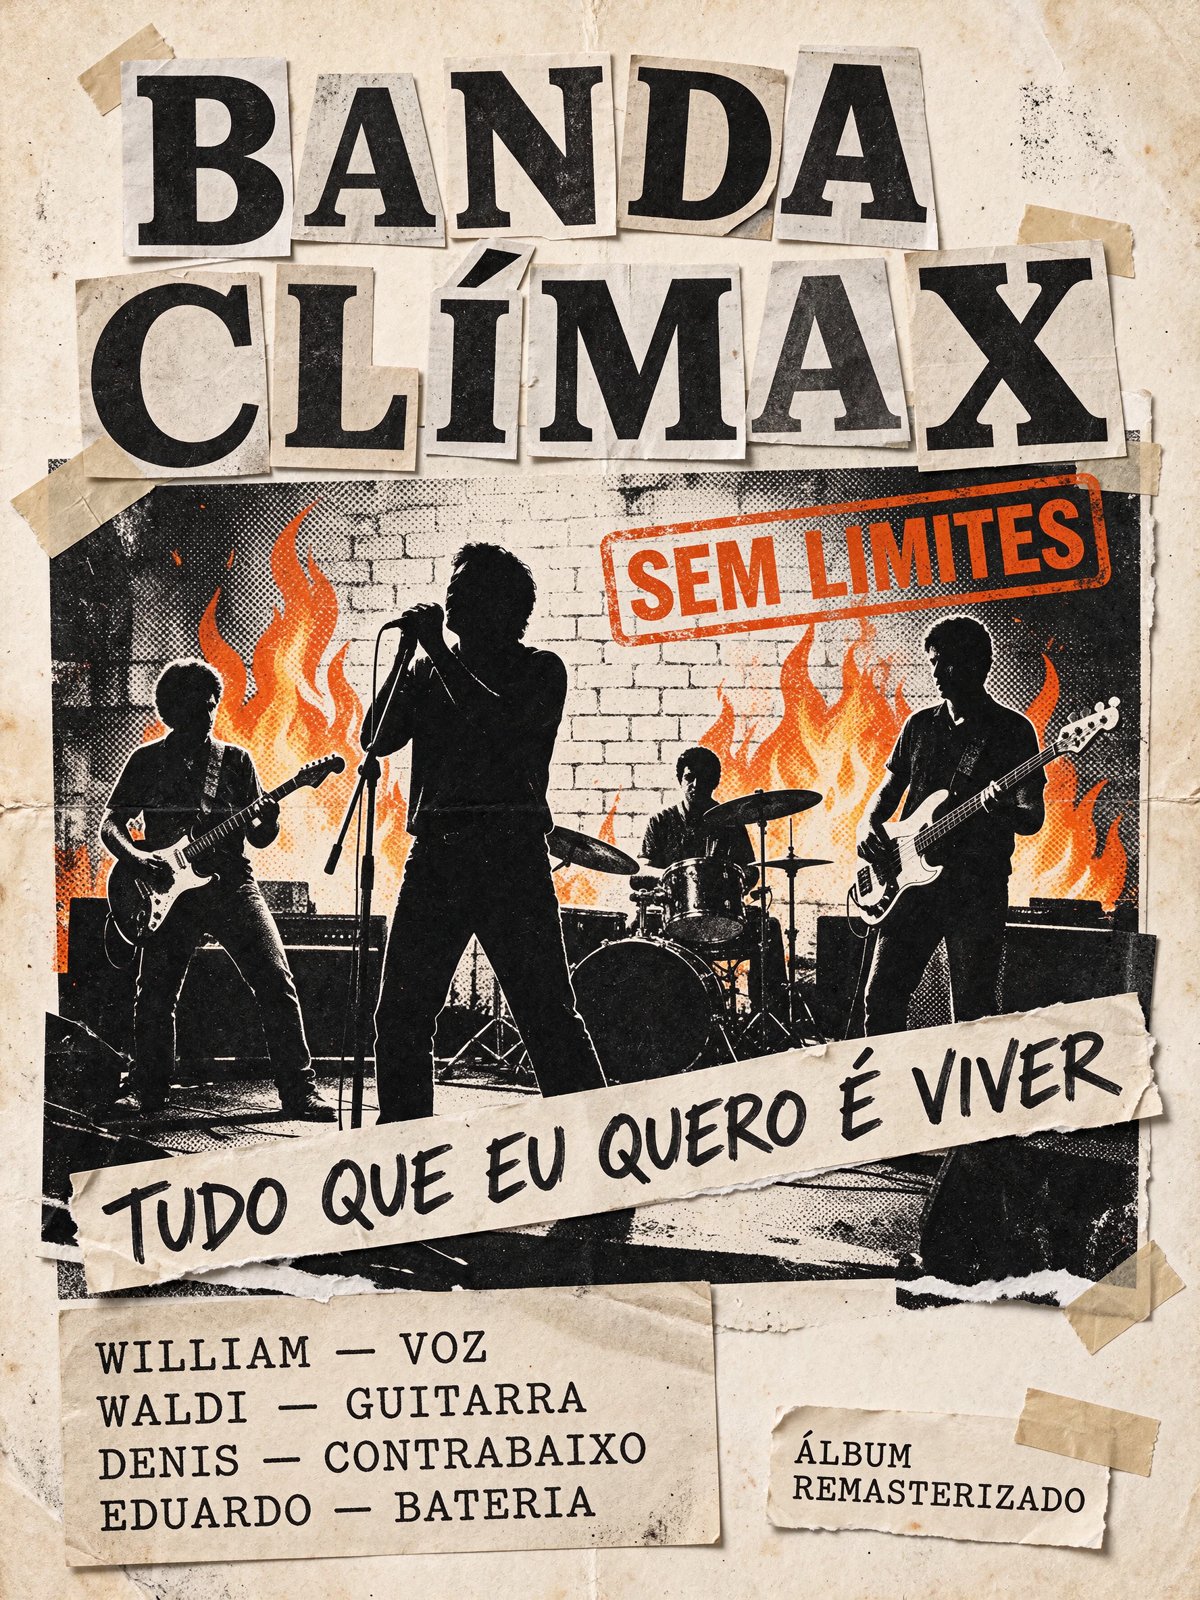 BANDA
CLÍMAX
SEM LIMITES
TUDO QUE EU QUERO É VIVER
WILLIAM — VOZ
WALDI — GUITARRA
DENIS — CONTRABAIXO
EDUARDO — BATERIA
ÁLBUM
REMASTERIZADO